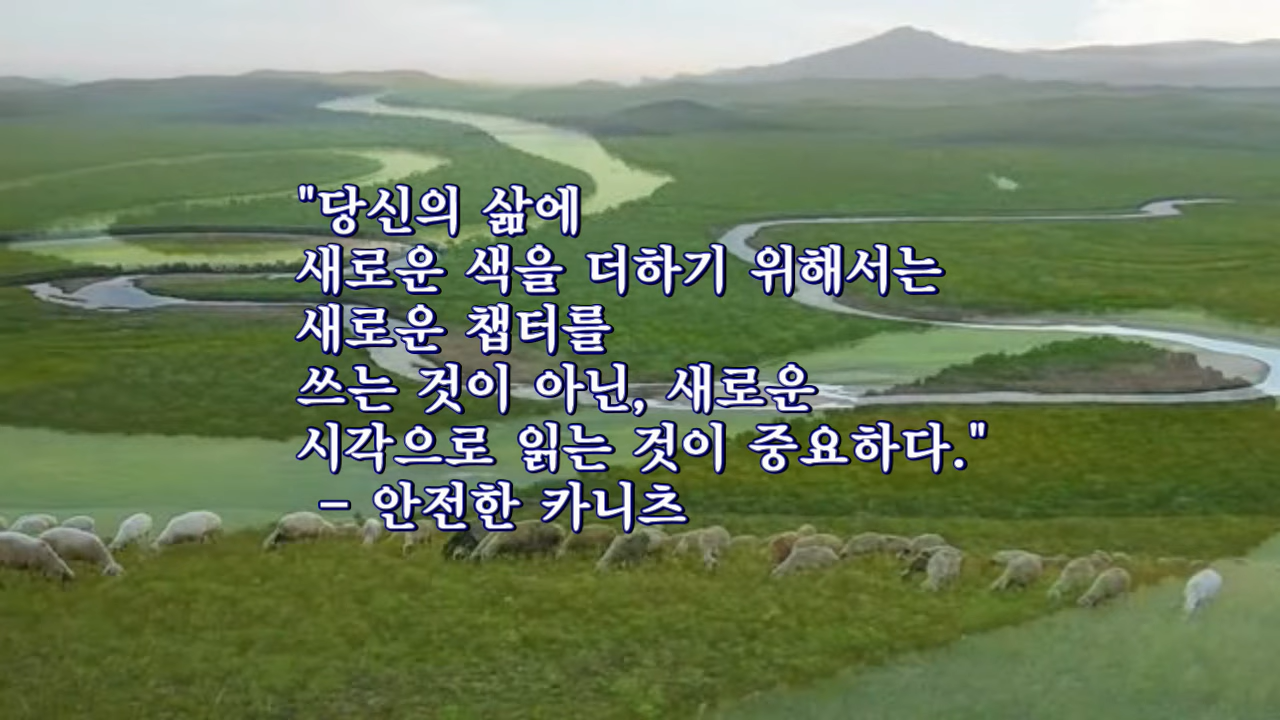 "당신의 삶에
새로운 색을 더하기 위해서는
새로운 챕터를
쓰는 것이 아닌, 새로운
시각으로 읽는 것이 중요하다."
- 안전한 카니츠